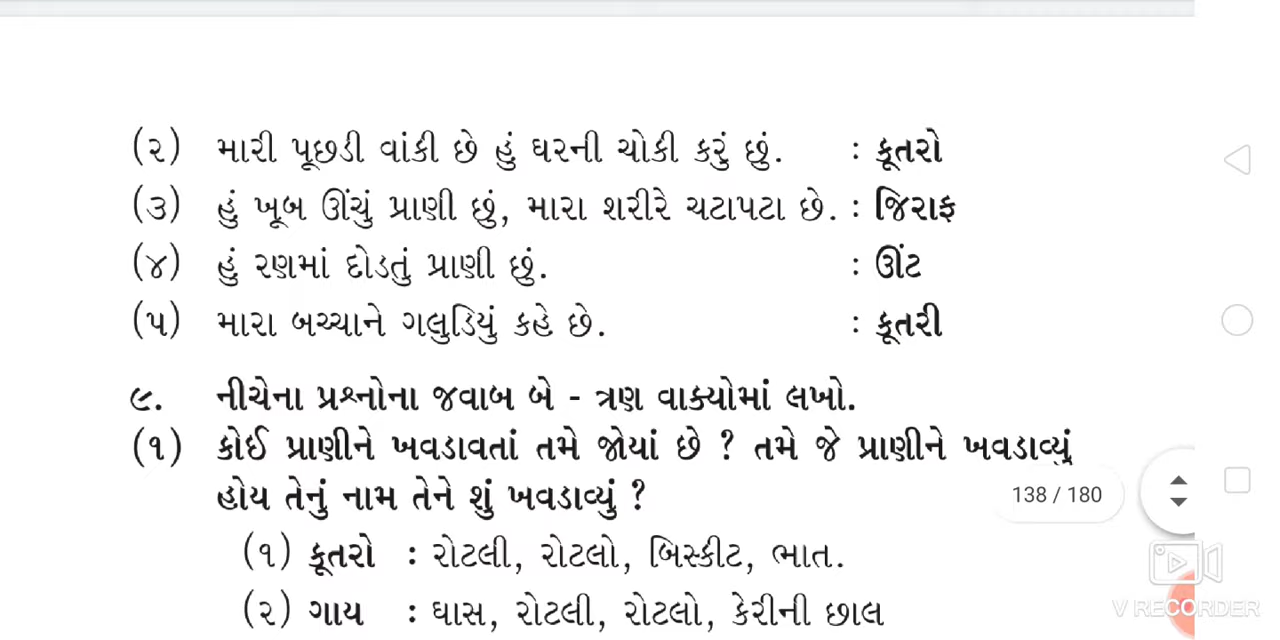 (૨) મારી પૂછડી વાંકી છે હું ઘરની ચોકી કરું છું. : કૂતરો
(૩) હું ખૂબ ઊંચું પ્રાણી છું, મારા શરીરે ચટાપટા છે. : જિરાફ
(૪) હું રણમાં દોડતું પ્રાણી છું. : ઊંટ
(૫) મારા બચ્ચાને ગલુડિયું કહે છે. : કૂતરી
૯. નીચેના પ્રશ્નોના જવાબ બે - ત્રણ વાક્યોમાં લખો.
(૧) કોઈ પ્રાણીને ખવડાવતાં તમે જોયાં છે ? તમે જે પ્રાણીને ખવડાવ્યું
હોય તેનું નામ તેને શું ખવડાવ્યું ?
138 / 180
(૧) કૂતરો : રોટલી, રોટલો, બિસ્કીટ, ભાત.
(૨) ગાય : ઘાસ, રોટલી, રોટલો, કેરીની છાલ
V RECORDER